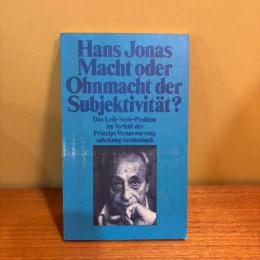 Hans Jonas
Macht oder
Ohnmacht der
Subjektivität?
Das Leib-Seele-Problem
im Vorfeld des
Prinzips Verantwortung
suhrkamp taschenbuch